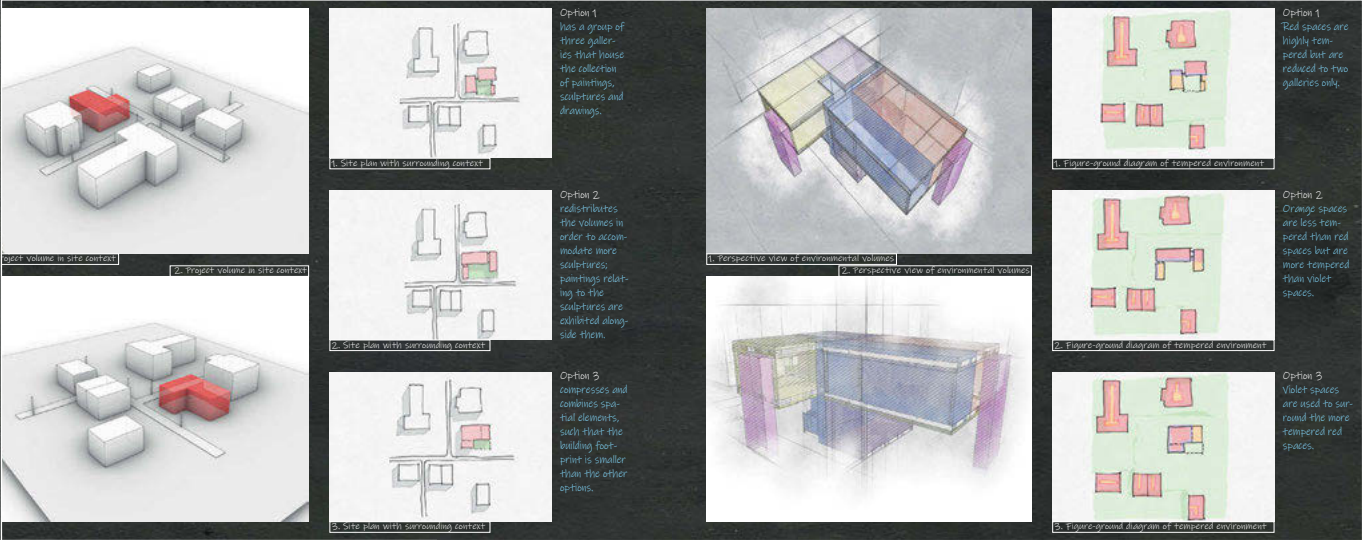 roject volume in site context
2. Project volume in site context
1. Site plan with surrounding context
Option 1
has a group of
three galler-
ies that house
the collection
of paintings,
sculptures and
drawings.
2. Site plan with surrounding context
Option 2
redistributes
the volumes in
order to accom-
modate more
sculptures;
paintings relat-
ing to the
sculptures are
exhibited along-
side them.
3. Site plan with surrounding context
Option 3
compresses and
combines spa-
tial elements,
such that the
building foot-
print is smaller
than the other
options.
1. Perspective view of environmental volumes
2. Perspective view of environmental volumes
1. Figure-ground diagram of tempered environment
Option 1
Red spaces are
highly tem-
pered but are
reduced to two
galleries only.
2. Figure-ground diagram of tempered environment
Option 2
Orange spaces
are less tem-
pered than red
spaces but are
more tempered
than violet
spaces.
3. Figure-ground diagram of tempered environment
Option 3
Violet spaces
are used to sur-
round the more
tempered red
spaces.